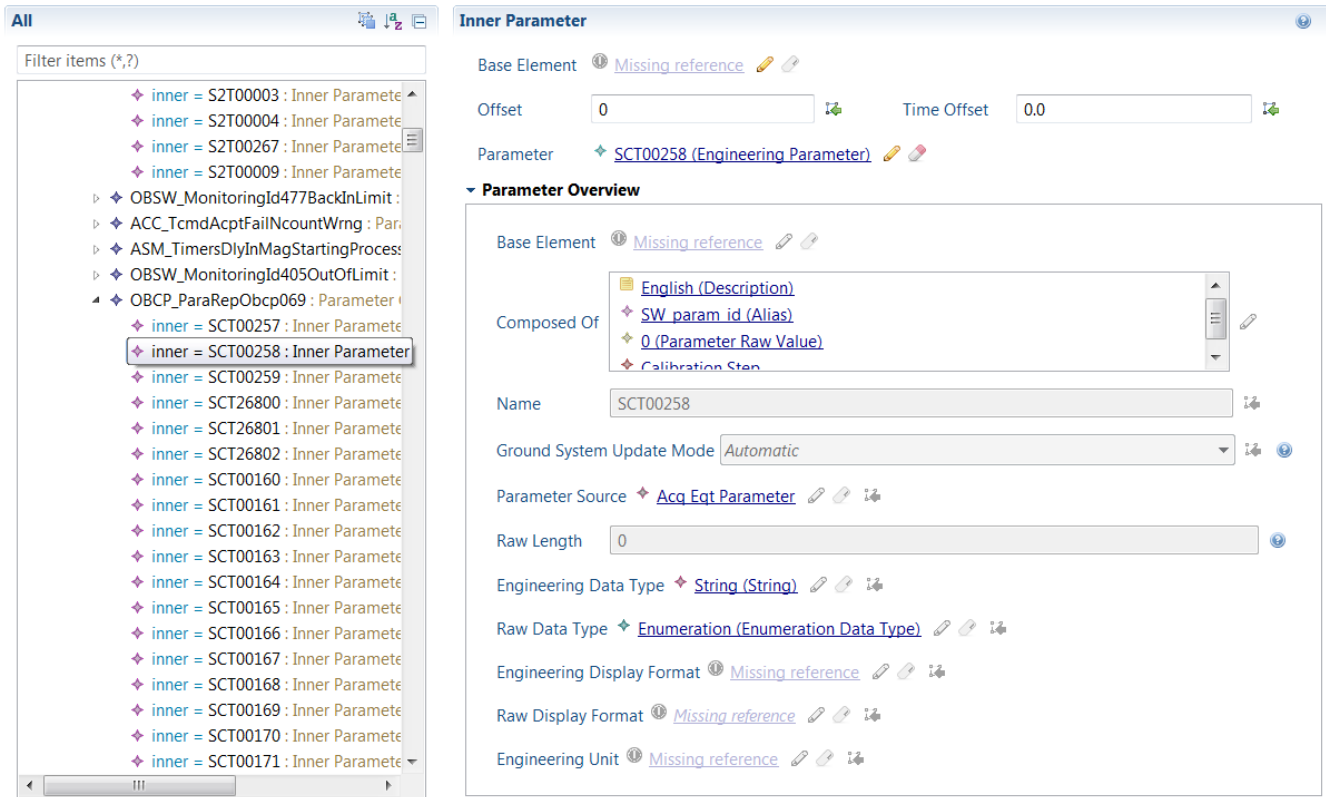 All
Filter items (*,?)
inner = S2T00003 : Inner Paramete
inner = S2T00004 : Inner Paramete
inner = S2T00267 : Inner Paramete
inner = S2T00009 : Inner Paramete
OBSW_MonitoringId477BackInLimit :
ACC_TcmdAcptFailNcountWrng : Par
ASM_TimersDlyInMagStartingProcess
OBSW_MonitoringId405OutOfLimit :
OBCP_ParaRepObcp069 : Parameter
inner = SCT00257 : Inner Paramete
inner = SCT00258 : Inner Parameter
inner = SCT00259 : Inner Paramete
inner = SCT26800 : Inner Paramete
inner = SCT26801 : Inner Paramete
inner = SCT26802 : Inner Paramete
inner = SCT00160 : Inner Paramete
inner = SCT00161 : Inner Paramete
inner = SCT00162 : Inner Paramete
inner = SCT00163 : Inner Paramete
inner = SCT00164 : Inner Paramete
inner = SCT00165 : Inner Paramete
inner = SCT00166 : Inner Paramete
inner = SCT00167 : Inner Paramete
inner = SCT00168 : Inner Paramete
inner = SCT00169 : Inner Paramete
inner = SCT00170 : Inner Paramete
inner = SCT00171 : Inner Paramete
Inner Parameter
Base Element Missing reference
Offset 0 Time Offset 0.0
Parameter SCT00258 (Engineering Parameter)
Parameter Overview
Base Element Missing reference
Composed Of
English (Description)
SW_param_id (Alias)
0 (Parameter Raw Value)
Calibration Step
Name SCT00258
Ground System Update Mode Automatic
Parameter Source Acq Eqt Parameter
Raw Length 0
Engineering Data Type String (String)
Raw Data Type Enumeration (Enumeration Data Type)
Engineering Display Format Missing reference
Raw Display Format Missing reference
Engineering Unit Missing reference